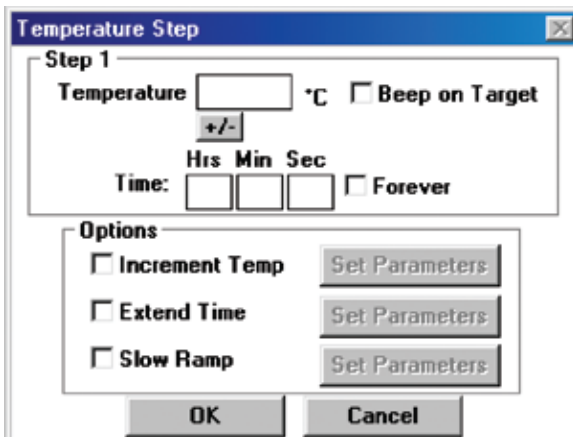 Temperature Step
Step 1
Temperature °C Beep on Target
+/-
Hrs Min Sec
Time: Forever
Options
Increment Temp Set Parameters
Extend Time Set Parameters
Slow Ramp Set Parameters
OK Cancel